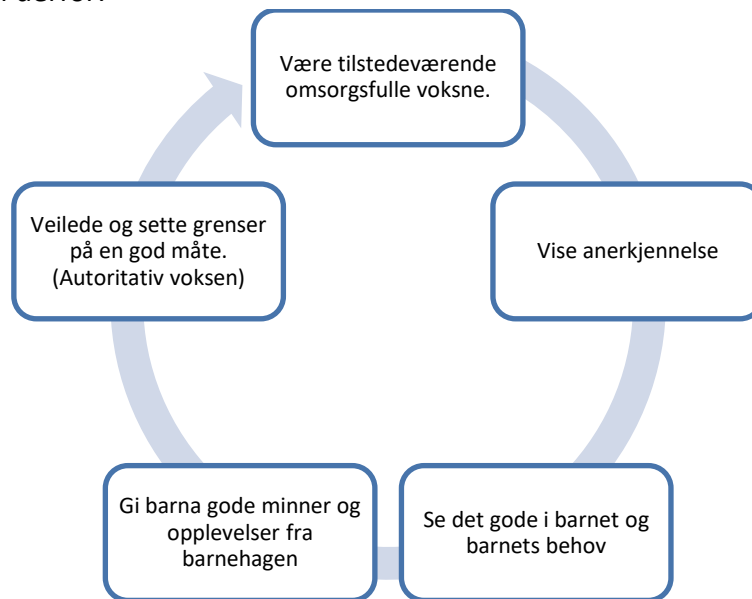 Være tilstedeværende
omsorgsfulle voksne.
Vise anerkjennelse
Se det gode i barnet og
barnets behov
Gi barna gode minner og
opplevelser fra
barnehagen
Veilede og sette grenser
på en god måte.
(Autoritativ voksen)